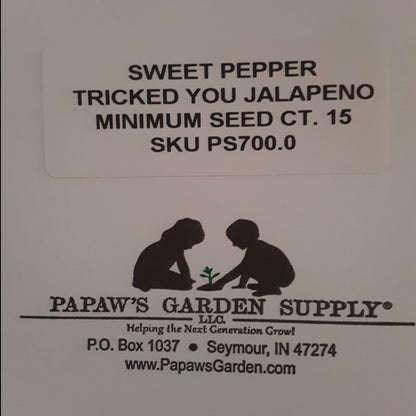 SWEET PEPPER
TRICKED YOU JALAPENO
MINIMUM SEED CT. 15
SKU PS700.0
PAPAW'S GARDEN SUPPLY®
LLC.
Helping the Next Generation Grow!
P.O. Box 1037 ● Seymour, IN 47274
www.PapawsGarden.com